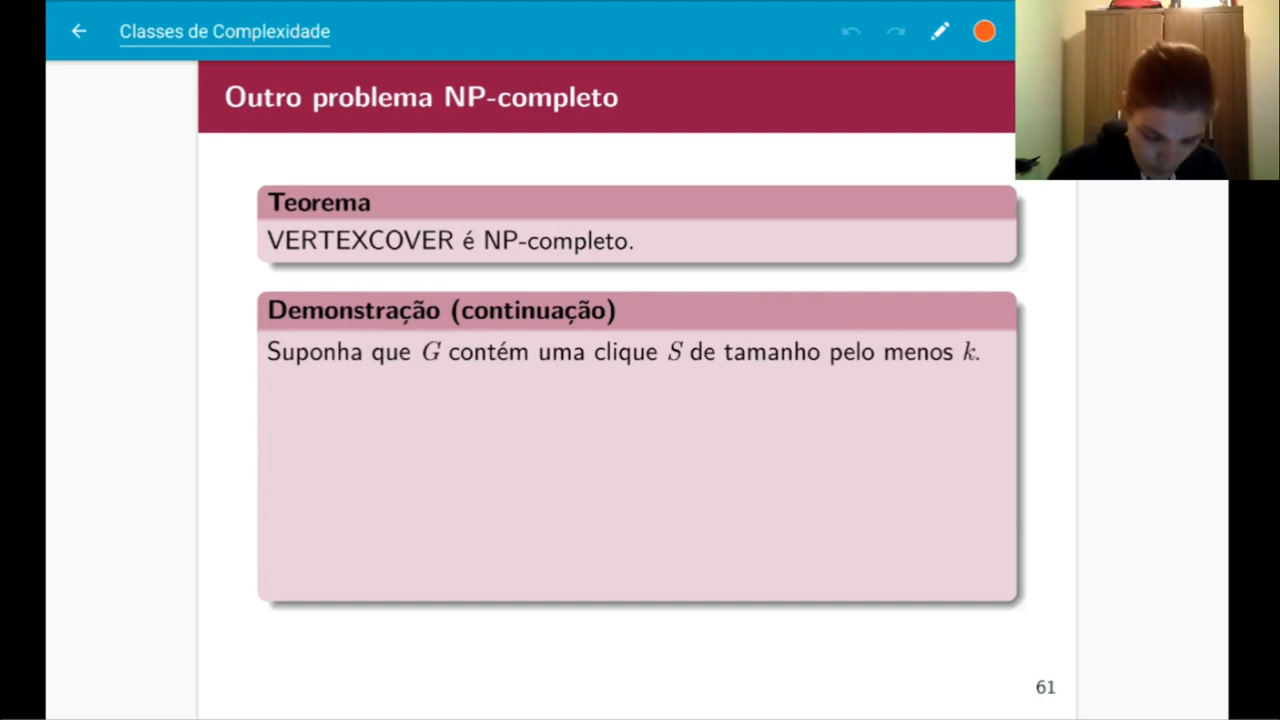 Classes de Complexidade
Outro problema NP-completo
Teorema
VERTEXCOVER é NP-completo.
Demonstração (continuação)
Suponha que G contém uma clique S de tamanho pelo menos k.
61